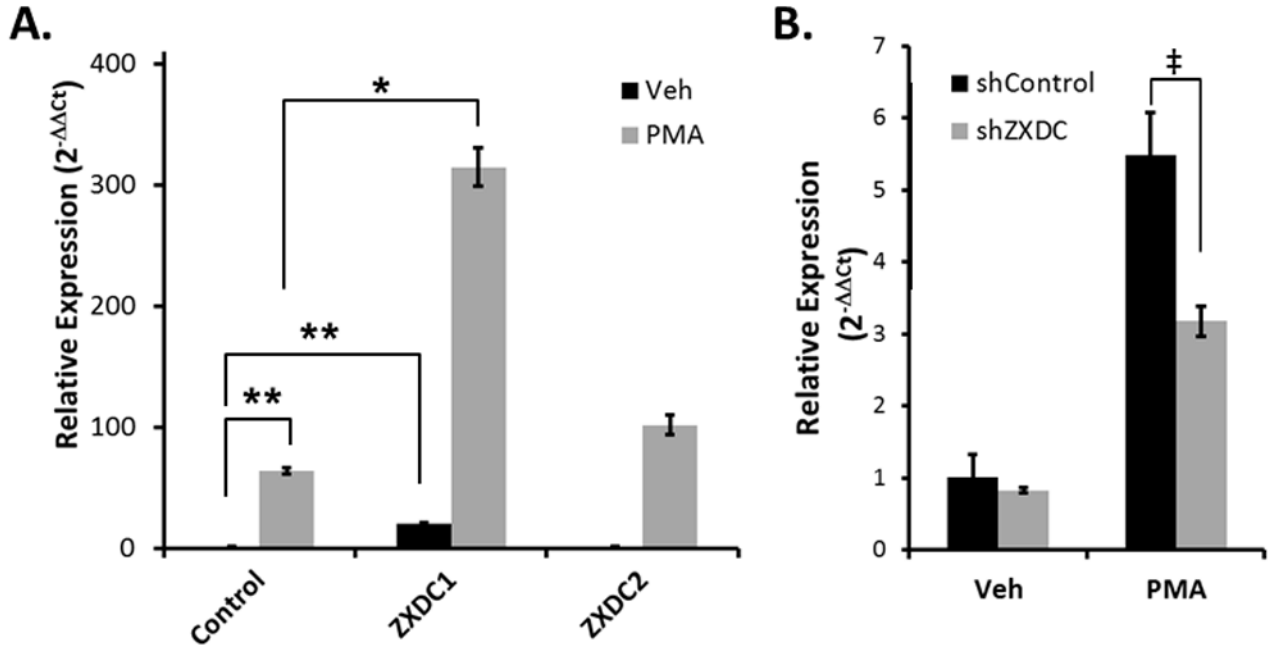 A.
Relative Expression (2-ΔΔCt)
400
300
200
100
0
*
**
**
Veh
PMA
Control
ZXDC1
ZXDC2
B.
Relative Expression
(2-ΔΔCt)
7
6
5
4
3
2
1
0
shControl
shZXDC
‡
Veh
PMA